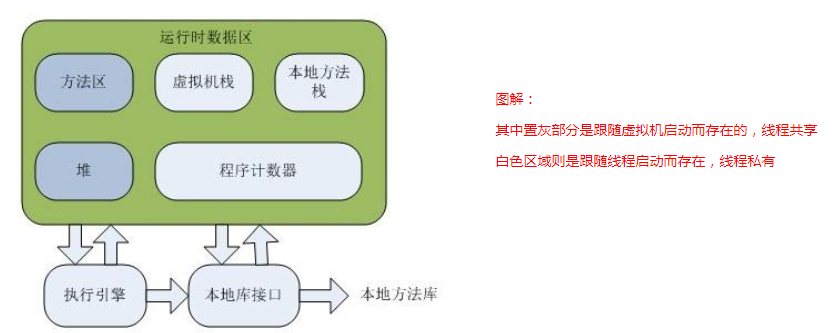 运行时数据区
方法区
虚拟机栈
本地方法
栈
堆
程序计数器
执行引擎
本地库接口
本地方法库
图解：
其中置灰部分是跟随虚拟机启动而存在的，线程共享
白色区域则是跟随线程启动而存在，线程私有